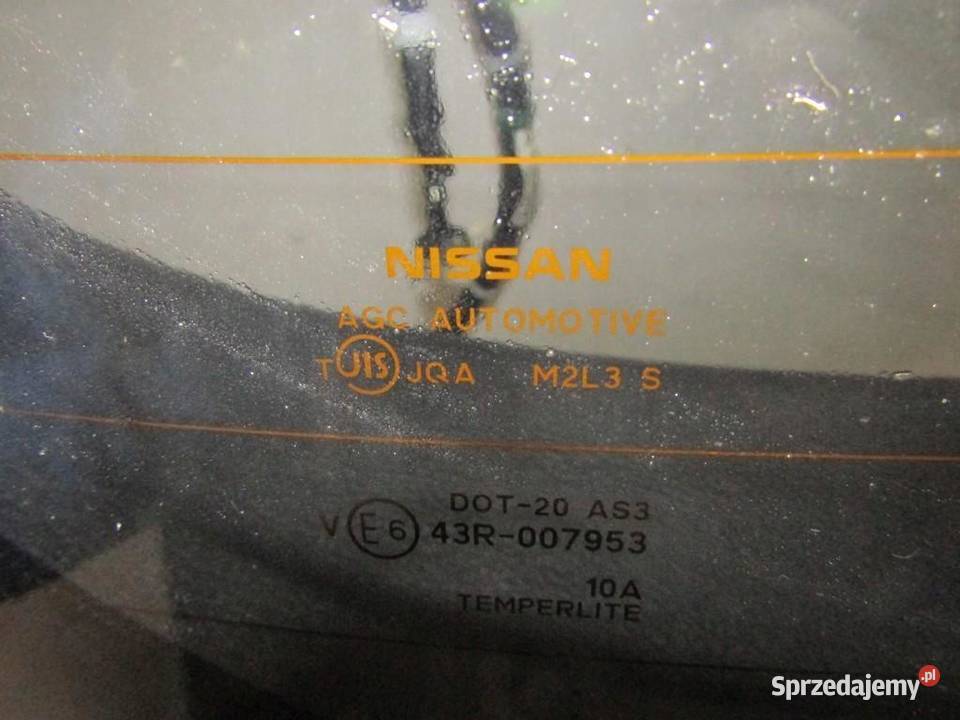 NISSAN
AGC AUTOMOTIVE
T JIS JQA M2L3 S
DOT-20 AS3
V E6 43R-007953
10A
TEMPERLITE
Sprzedajemy.pl